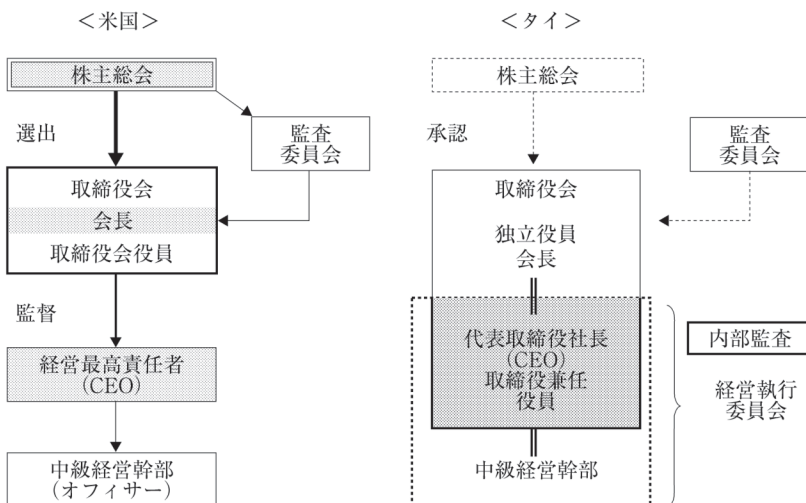 ＜米国＞
株主総会
選出
監査
委員会
取締役会
会長
取締役会役員
監督
経営最高責任者
(CEO)
中級経営幹部
(オフィサー)
＜タイ＞
株主総会
承認
監査
委員会
取締役会
独立役員
会長
代表取締役社長
(CEO)
取締役兼任
役員
中級経営幹部
内部監査
経営執行
委員会